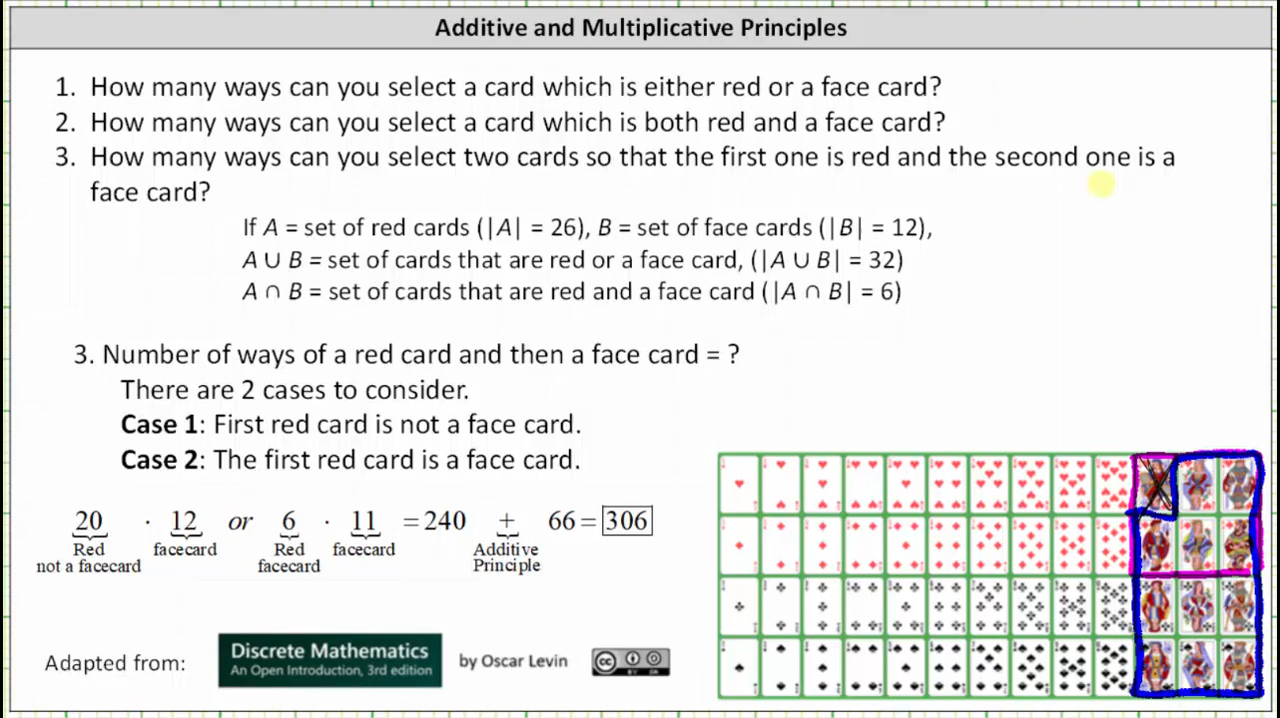 Additive and Multiplicative Principles
1. How many ways can you select a card which is either red or a face card?
2. How many ways can you select a card which is both red and a face card?
3. How many ways can you select two cards so that the first one is red and the second one is a
face card?
If A = set of red cards (|A| = 26), B = set of face cards (|B| = 12),
A ∪ B = set of cards that are red or a face card, (|A ∪ B| = 32)
A ∩ B = set of cards that are red and a face card (|A ∩ B| = 6)
3. Number of ways of a red card and then a face card = ?
There are 2 cases to consider.
Case 1: First red card is not a face card.
Case 2: The first red card is a face card.
20 · 12 or 6 · 11 = 240 + 66 = 306
Red facecard Red facecard Additive
not a facecard facecard Principle
Adapted from:
Discrete Mathematics
An Open Introduction, 3rd edition
by Oscar Levin
cc